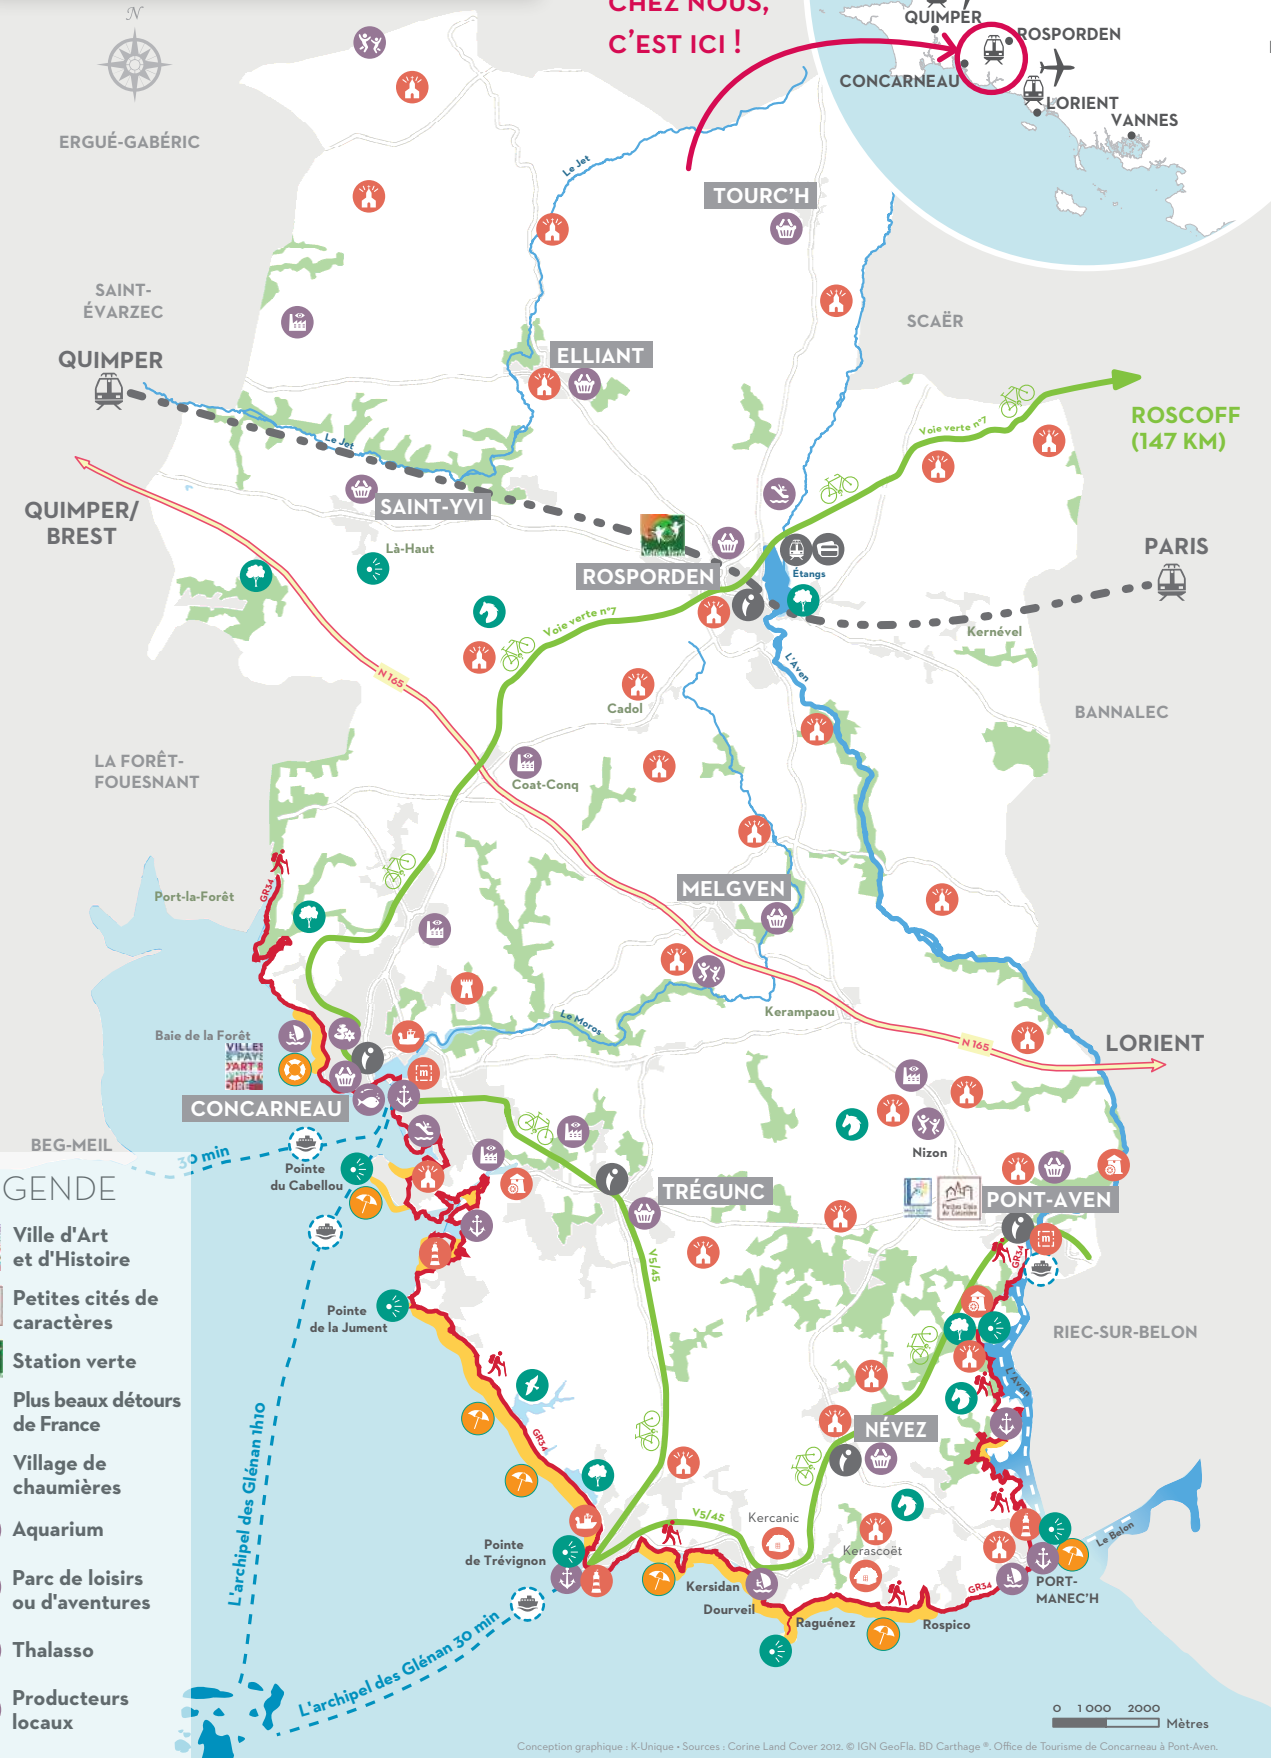 CHEZ NOUS,
C'EST ICI !
QUIMPER
ROSPORDEN
CONCARNEAU
LORIENT
VANNES
N
ERGUÉ-GABÉRIC
Le Jet
TOURC'H
SAINT-
ÉVARZEC
SCAËR
QUIMPER
ELLIANT
Voie verte n°7
ROSCOFF
(147 KM)
Le Jet
SAINT-YVI
QUIMPER/
BREST
Là-Haut
Station Verte
PARIS
ROSPORDEN
Étangs
Voie verte n°7
Kernével
L'Aven
N 165
Cadol
BANNALEC
LA FORÊT-
FOUESNANT
Coat-Conq
GR34
Port-la-Forêt
MELGVEN
Le Moros
Kerampaou
Baie de la Forêt
VILLES
& PAYS
D'ART &
D'HISTO
IRE
N 165
LORIENT
CONCARNEAU
BEG-MEIL
30 min
Pointe
du Cabellou
Nizon
TRÉGUNC
PONT-AVEN
GR34
V5/45
Pointe
de la Jument
RIEC-SUR-BELON
L'Aven
GR34
NÉVEZ
L'archipel des Glénan 1h10
V5/45
Kercanic
Kerascoët
Le Belon
Pointe
de Trévignon
Kersidan
Dourveil
Raguénez
Rospico
GR34
PORT-
MANEC'H
L'archipel des Glénan 30 min
GENDE
Ville d'Art
et d'Histoire
Petites cités de
caractères
Station verte
Plus beaux détours
de France
Village de
chaumières
Aquarium
Parc de loisirs
ou d'aventures
Thalasso
Producteurs
locaux
0 1 000 2000
Mètres
Conception graphique : K-Unique • Sources : Corine Land Cover 2012. © IGN GeoFla. BD Carthage ®. Office de Tourisme de Concarneau à Pont-Aven.